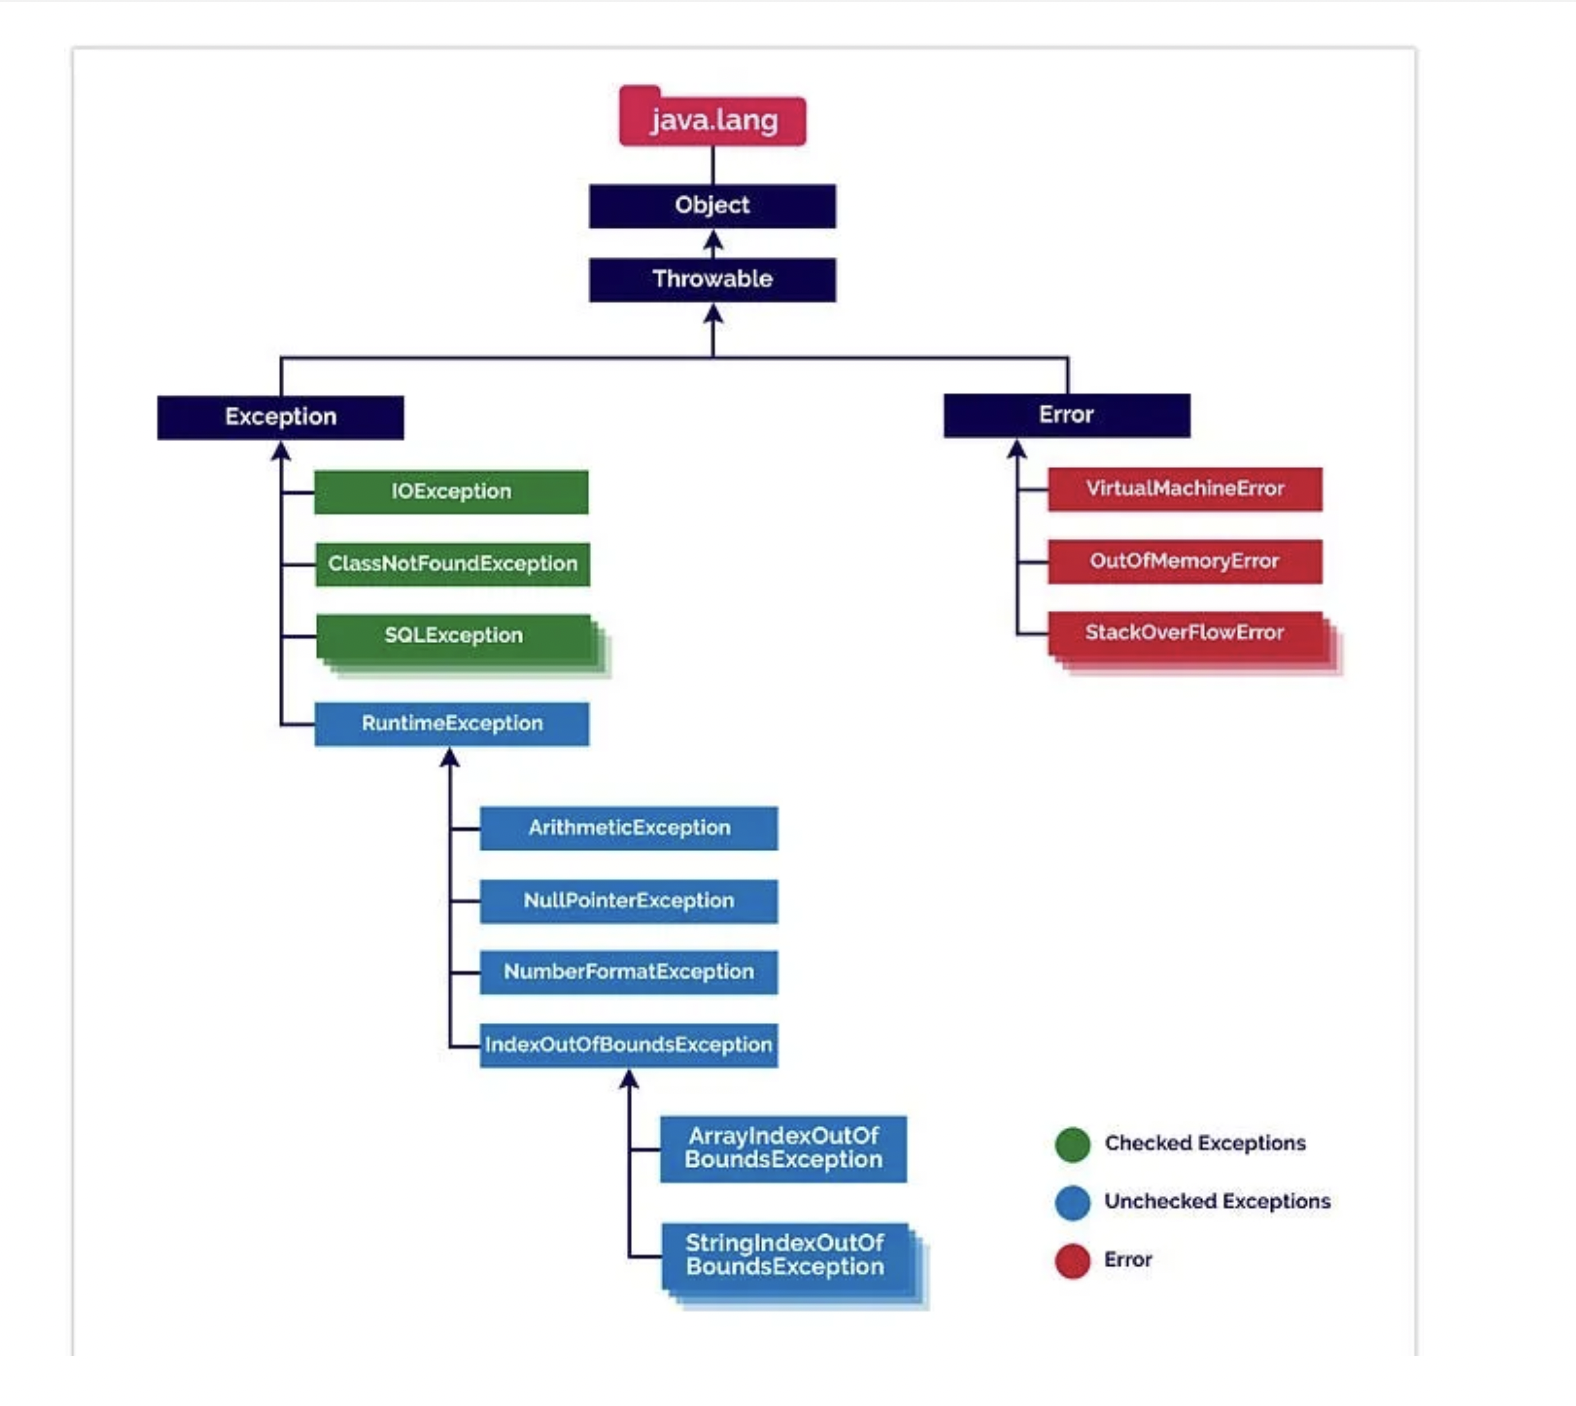 java.lang
Object
Throwable
Exception
Error
IOException
VirtualMachineError
ClassNotFoundException
OutOfMemoryError
SQLException
StackOverFlowError
RuntimeException
ArithmeticException
NullPointerException
NumberFormatException
IndexOutOfBoundsException
ArrayIndexOutOf
BoundsException
StringIndexOutOf
BoundsException
Checked Exceptions
Unchecked Exceptions
Error